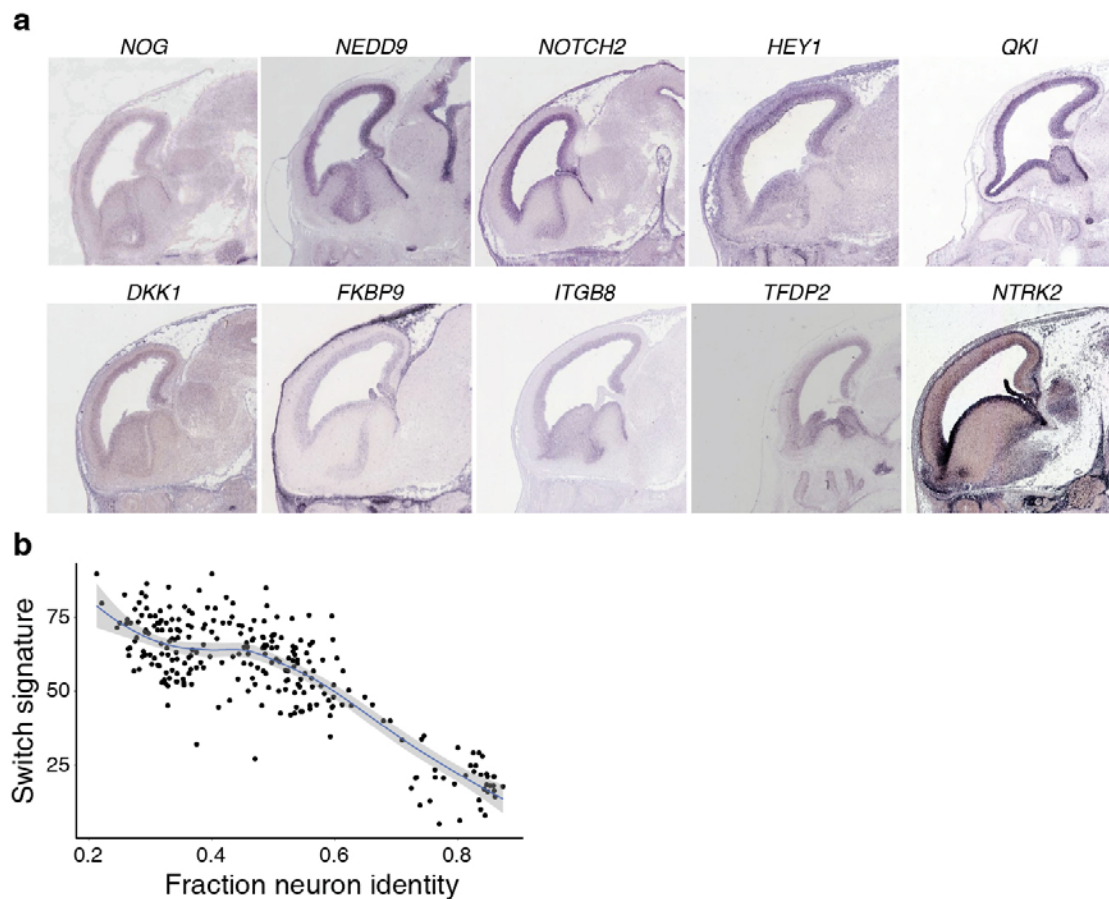 a
NOG NEDD9 NOTCH2 HEY1 QKI
DKK1 FKBP9 ITGB8 TFDP2 NTRK2
b
Switch signature
75
50
25
0.2 0.4 0.6 0.8
Fraction neuron identity